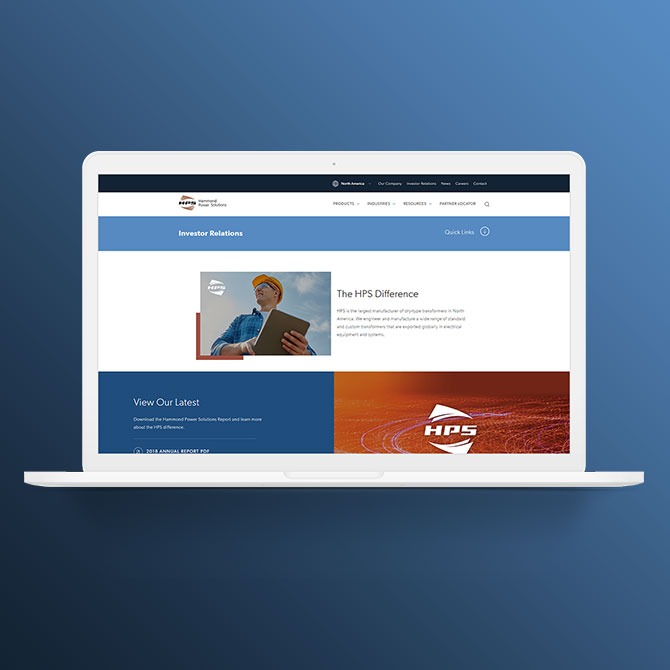 North America Our Company Investor Relations News Careers Contact
HPS Hammond Power Solutions
PRODUCTS INDUSTRIES RESOURCES PARTNER LOCATOR
Investor Relations
Quick Links
HPS
The HPS Difference
HPS is the largest manufacturer of dry-type transformers in North
America. We engineer and manufacture a wide range of standard
and custom transformers that are exported globally in electrical
equipment and systems.
View Our Latest
Download the Hammond Power Solutions Report and learn more
about the HPS difference.
2018 ANNUAL REPORT PDF
HPS